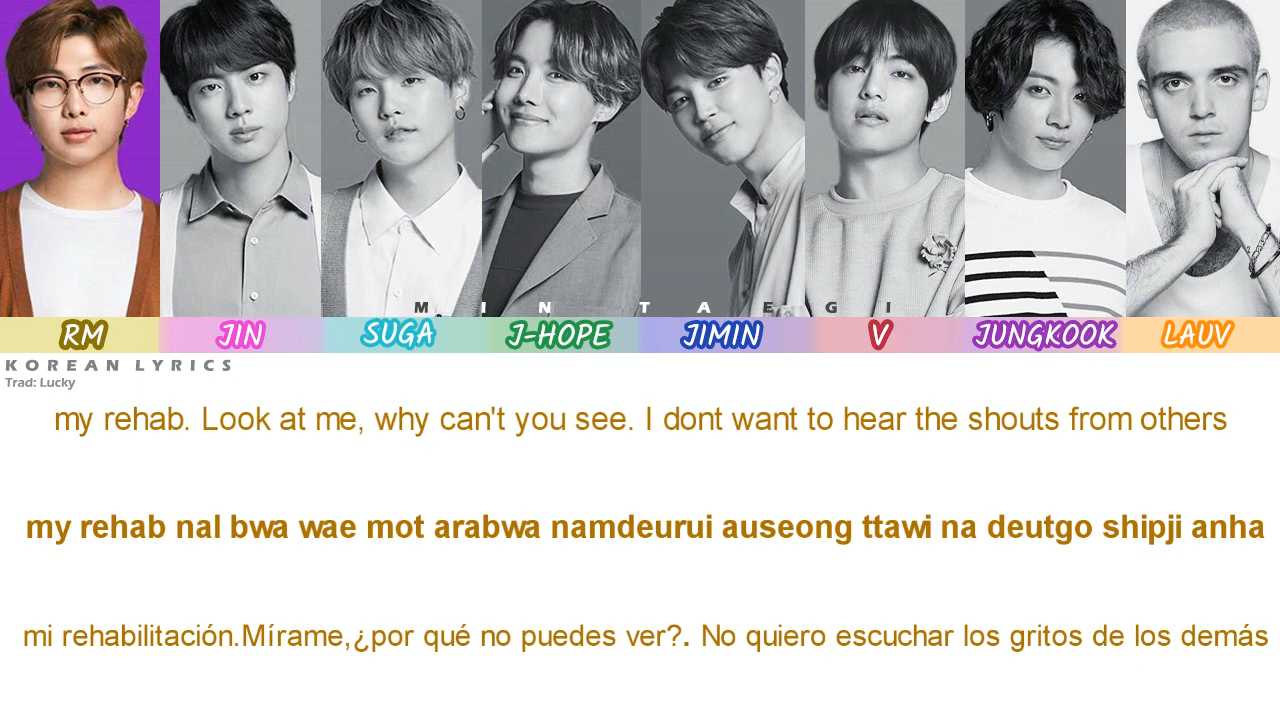 M I N T A E G I
RM JIN SUGA J-HOPE JIMIN V JUNGKOOK LAUV
KOREAN LYRICS
Trad: Lucky
my rehab. Look at me, why can't you see. I dont want to hear the shouts from others
my rehab nal bwa wae mot arabwa namdeurui auseong ttawi na deutgo shipji anha
mi rehabilitación.Mírame,¿por qué no puedes ver?. No quiero escuchar los gritos de los demás